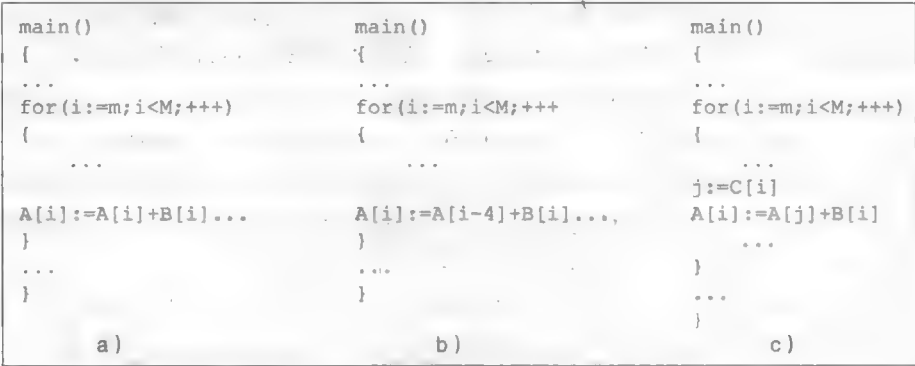 main()
{
...
for(i:=m;i<M;+++)
{
...
A[i]:=A[i]+B[i]...
}
...
}
a)
main()
{
...
for(i:=m;i<M;+++
{
...
A[i]:=A[i-4]+B[i]...,
}
...
}
b)
main()
{
...
for(i:=m;i<M;+++)
{
...
j:=C[i]
A[i]:=A[j]+B[i]
...
}
...
}
c)